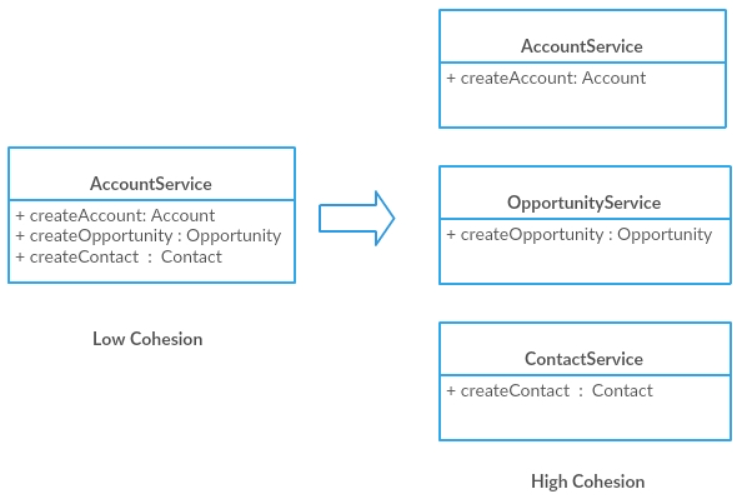 AccountService
+ createAccount: Account
+ createOpportunity : Opportunity
+ createContact : Contact
Low Cohesion
AccountService
+ createAccount: Account
OpportunityService
+ createOpportunity : Opportunity
ContactService
+ createContact : Contact
High Cohesion